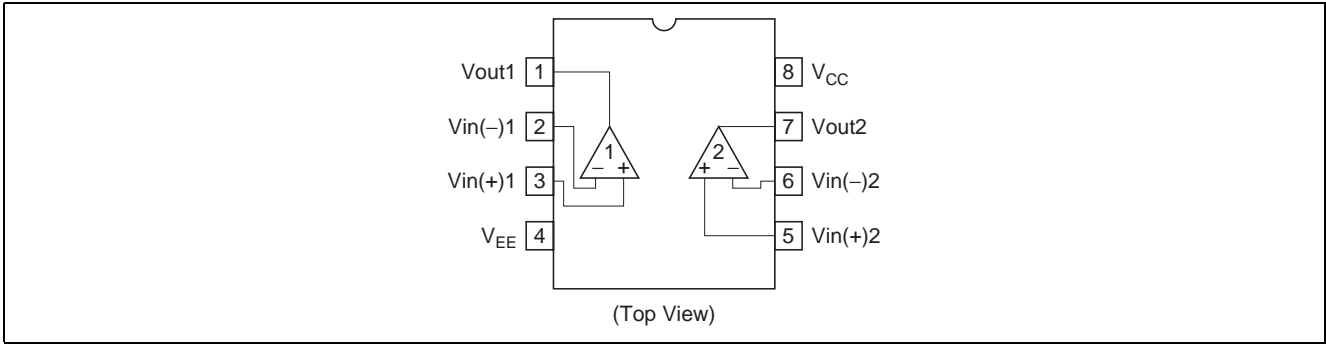 Vout1 1
8 VCC
Vin(−)1 2
7 Vout2
1
− +
2
+ −
Vin(+)1 3
6 Vin(−)2
VEE 4
5 Vin(+)2
(Top View)